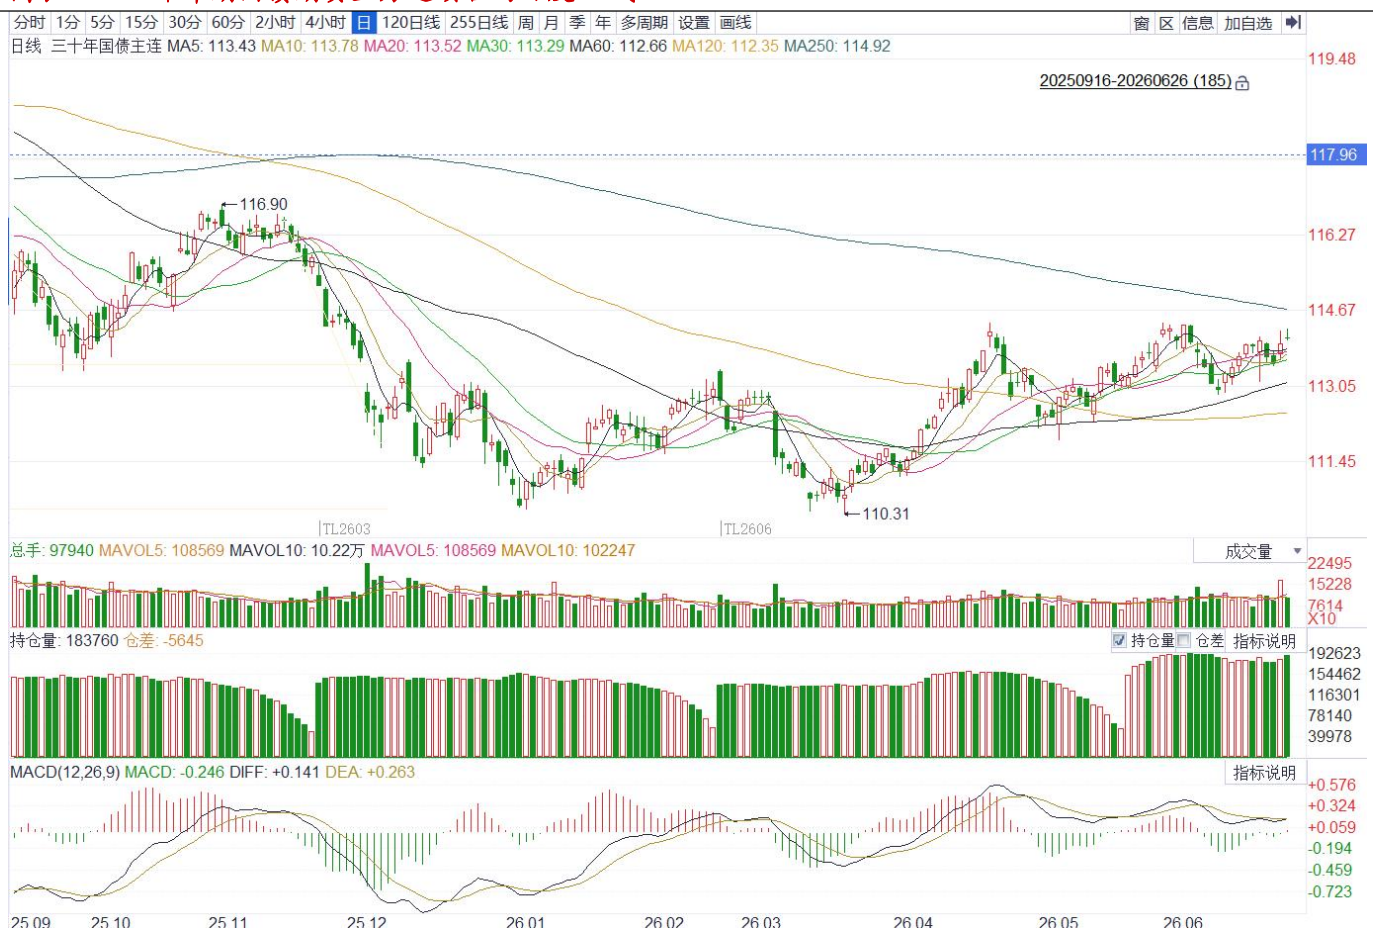 分时 1分 5分 15分 30分 60分 2小时 4小时 日 120日线 255日线 周 月 季 年 多周期 设置 画线 窗 区 信息 加自选
日线 三十年国债主连 MA5: 113.43 MA10: 113.78 MA20: 113.52 MA30: 113.29 MA60: 112.66 MA120: 112.35 MA250: 114.92
119.48
20250916-20260626 (185)
117.96
116.90
116.27
114.67
113.05
111.45
110.31
TL2603 TL2606
总手: 97940 MAVOL5: 108569 MAVOL10: 10.22万 MAVOL5: 108569 MAVOL10: 102247 成交量
22495
15228
7614
X10
持仓量: 183760 仓差: -5645 持仓量 仓差 指标说明
192623
154462
116301
78140
39978
MACD(12,26,9) MACD: -0.246 DIFF: +0.141 DEA: +0.263 指标说明
+0.576
+0.324
+0.059
-0.194
-0.459
-0.723
25 09 25 10 25 11 25 12 26 01 26 02 26 03 26 04 26 05 26 06